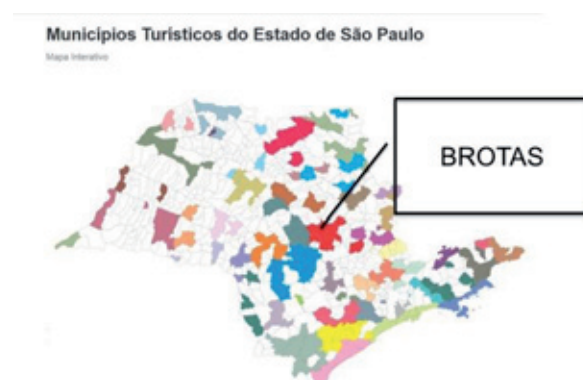 Municípios Turísticos do Estado de São Paulo
Mapa Interativo
BROTAS